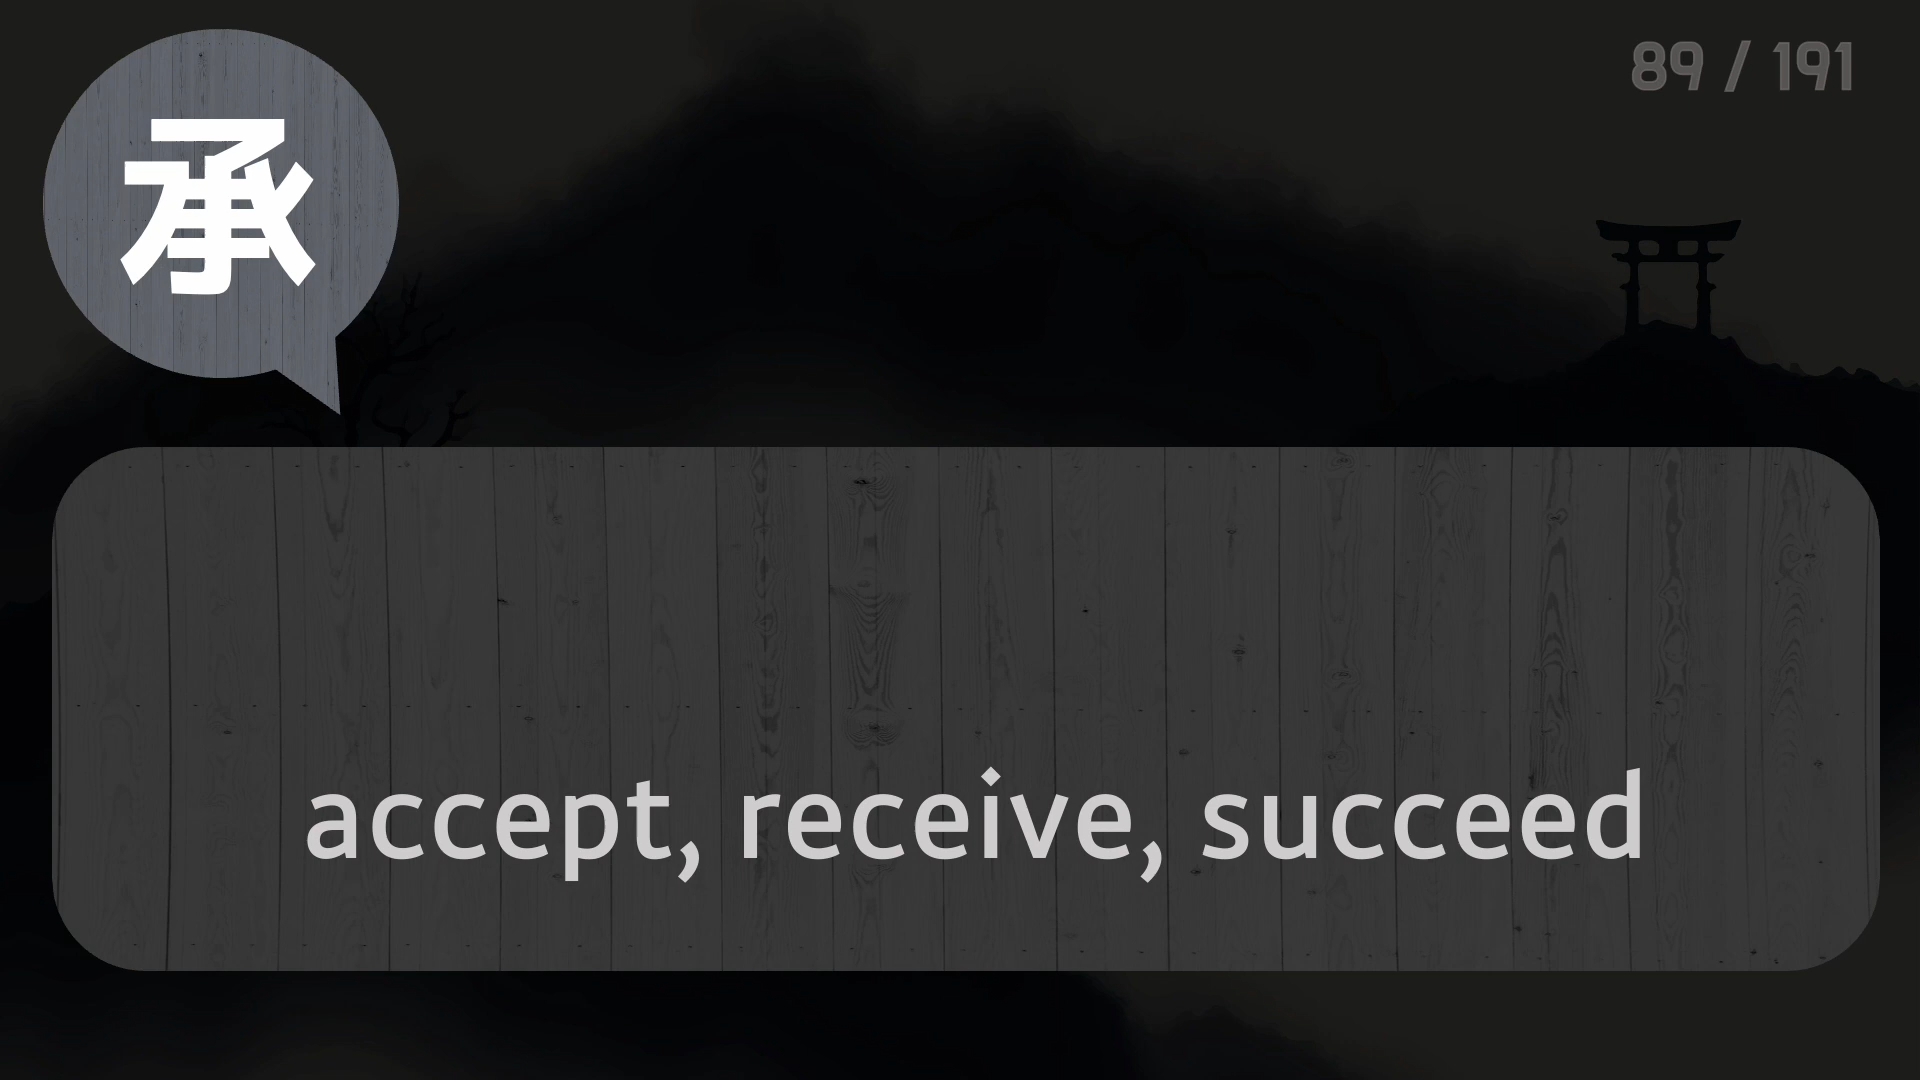 承
89 / 191
accept, receive, succeed